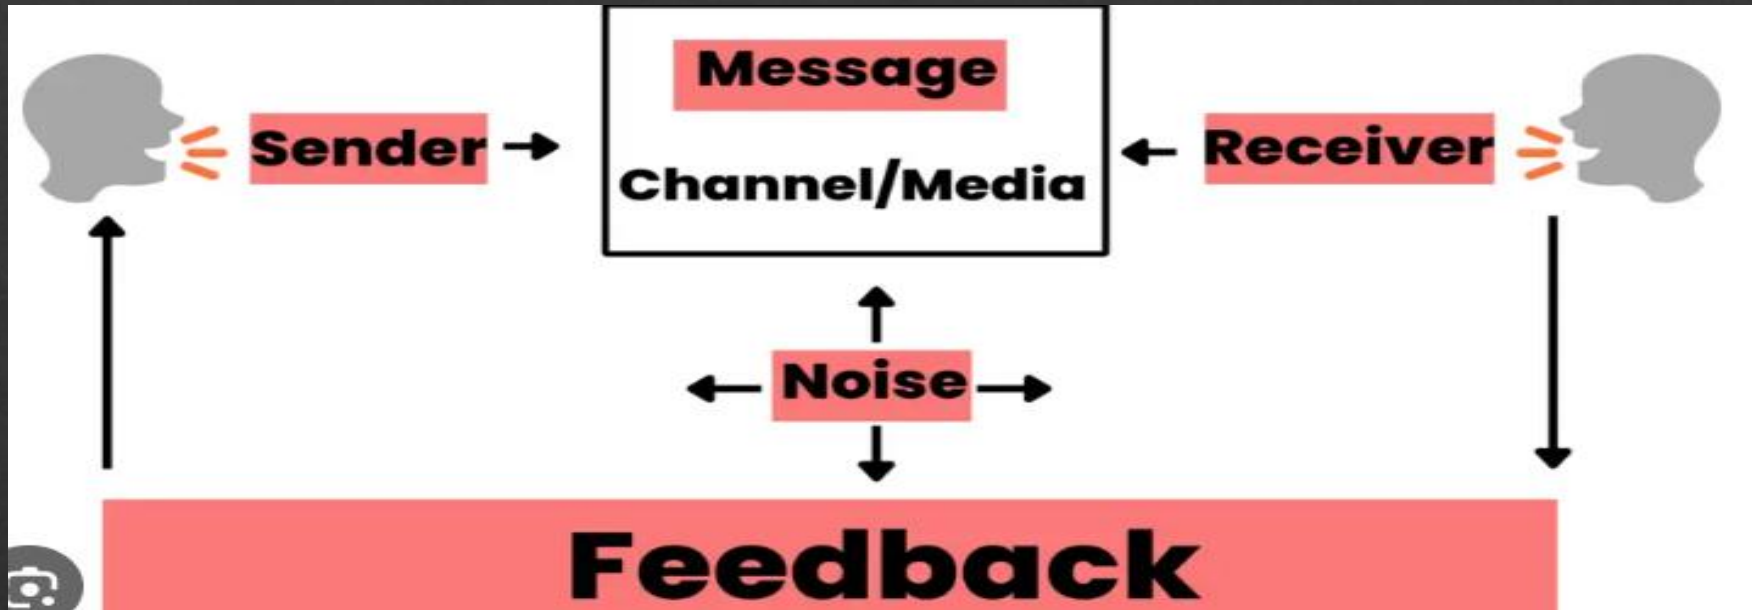 Message
Sender
Receiver
Channel/Media
Noise
Feedback